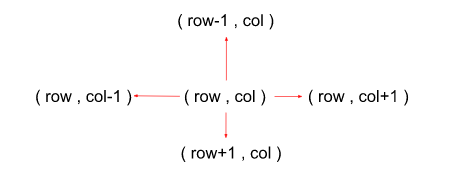 ( row-1 , col )
( row , col-1 ) ( row , col ) ( row , col+1 )
( row+1 , col )